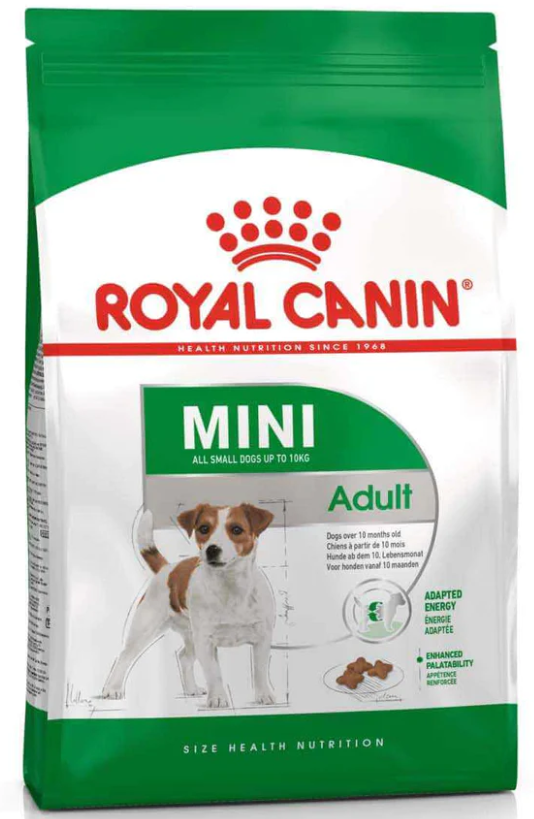 ROYAL CANIN®
HEALTH NUTRITION SINCE 1968
MINI
ALL SMALL DOGS UP TO 10KG
Adult
Dogs over 10 months old
Chiens à partir de 10 mois
Hunde ab dem 10. Lebensmonat
Voor honden vanaf 10 maanden
ADAPTED
ENERGY
ÉNERGIE
ADAPTÉE
ENHANCED
PALATABILITY
APPÉTENCE
RENFORCÉE
SIZE HEALTH NUTRITION